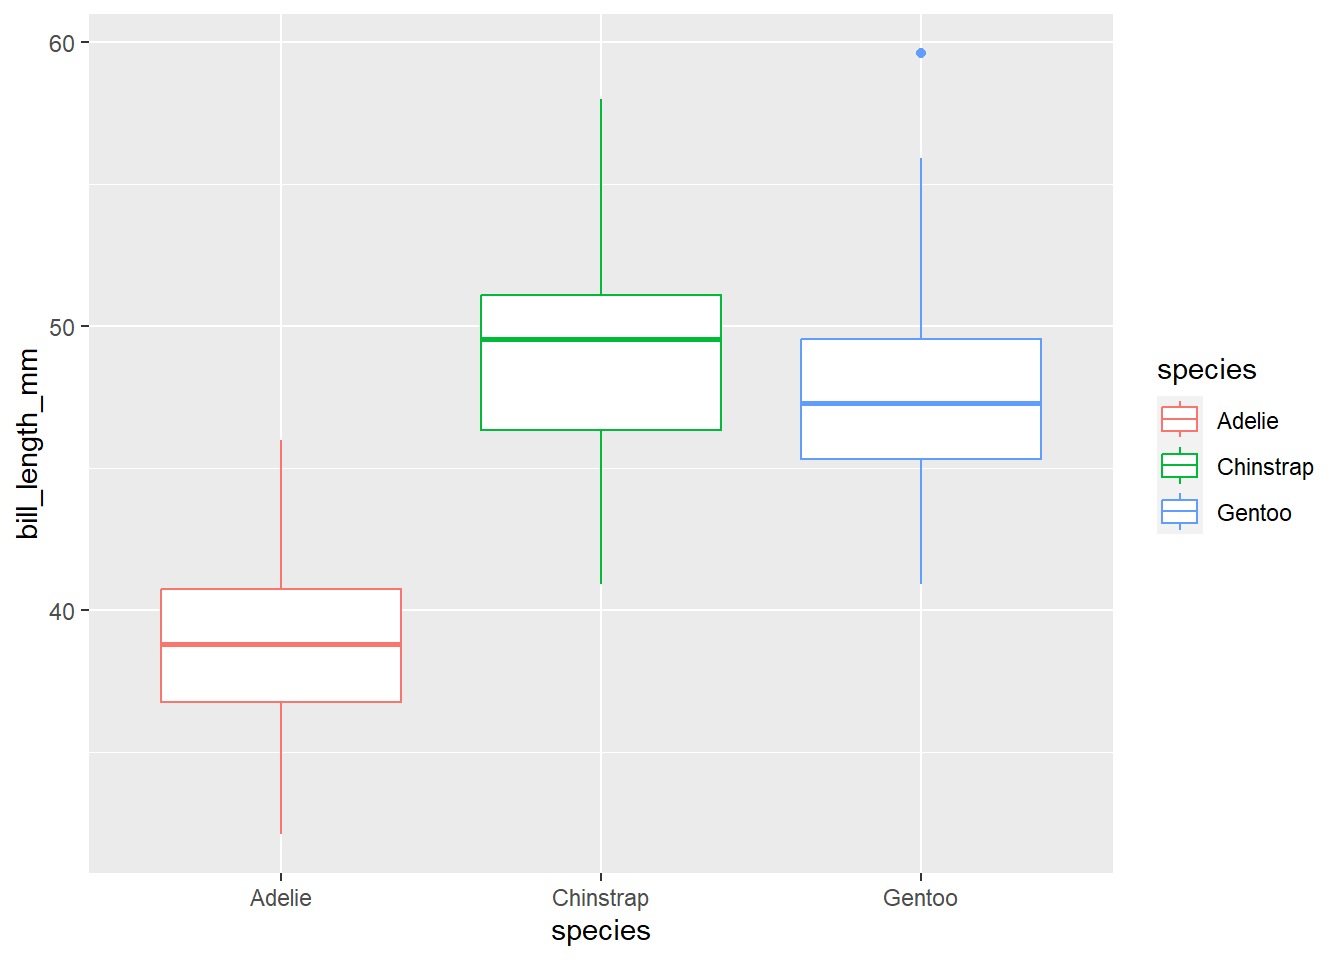 60
50
40
bill_length_mm
Adelie
Chinstrap
Gentoo
species
species
Adelie
Chinstrap
Gentoo